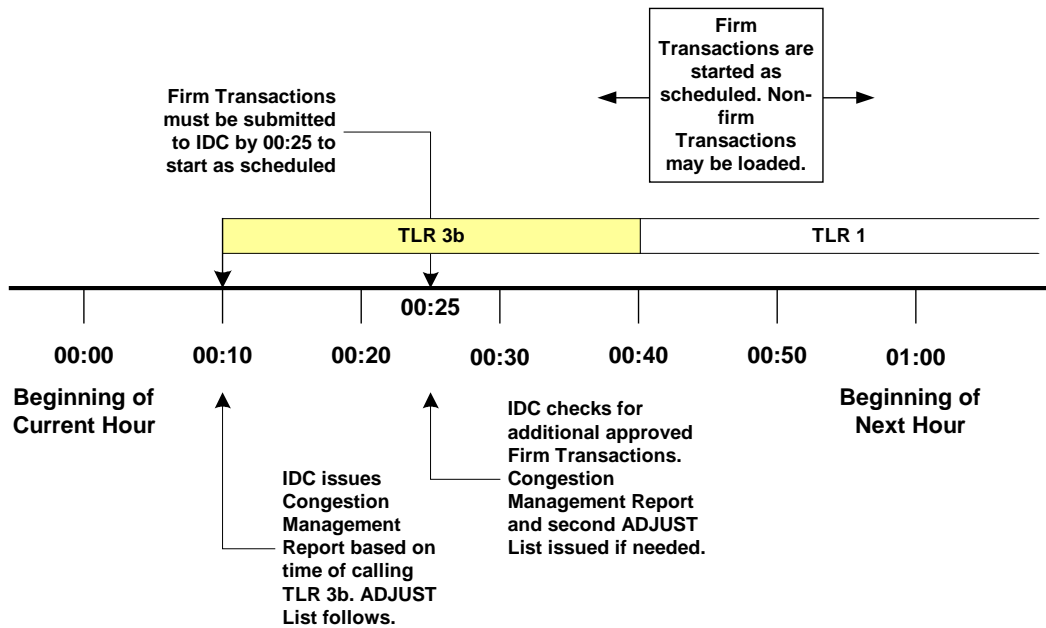 Firm
Transactions are
started as
scheduled. Non-
firm
Transactions
may be loaded.
Firm Transactions
must be submitted
to IDC by 00:25 to
start as scheduled
TLR 3b
TLR 1
00:25
00:00
00:10
00:20
00:30
00:40
00:50
01:00
Beginning of
Current Hour
Beginning of
Next Hour
IDC issues
Congestion
Management
Report based on
time of calling
TLR 3b. ADJUST
List follows.
IDC checks for
additional approved
Firm Transactions.
Congestion
Management Report
and second ADJUST
List issued if needed.